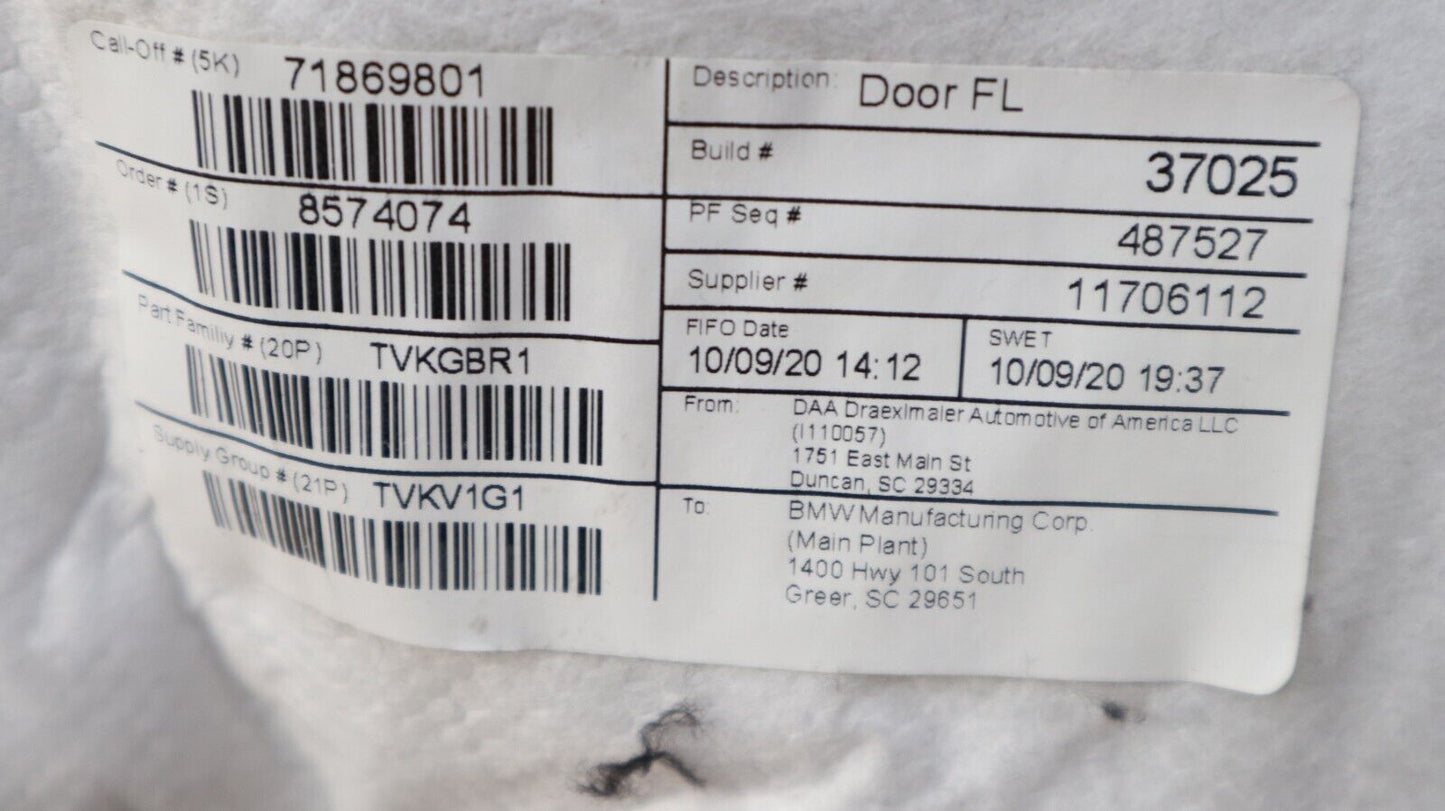 Call-Off # (5K) 71869801
Order # (1S) 8574074
Part Family # (20P) TVKGBR1
Supply Group # (21P) TVKV1G1
Description: Door FL
Build # 37025
PF Seq # 487527
Supplier # 11706112
FIFO Date
10/09/20 14:12
SWET
10/09/20 19:37
From: DAA Draexlmaier Automotive of America LLC
(I110057)
1751 East Main St
Duncan, SC 29334
To: BMW Manufacturing Corp.
(Main Plant)
1400 Hwy 101 South
Greer, SC 29651